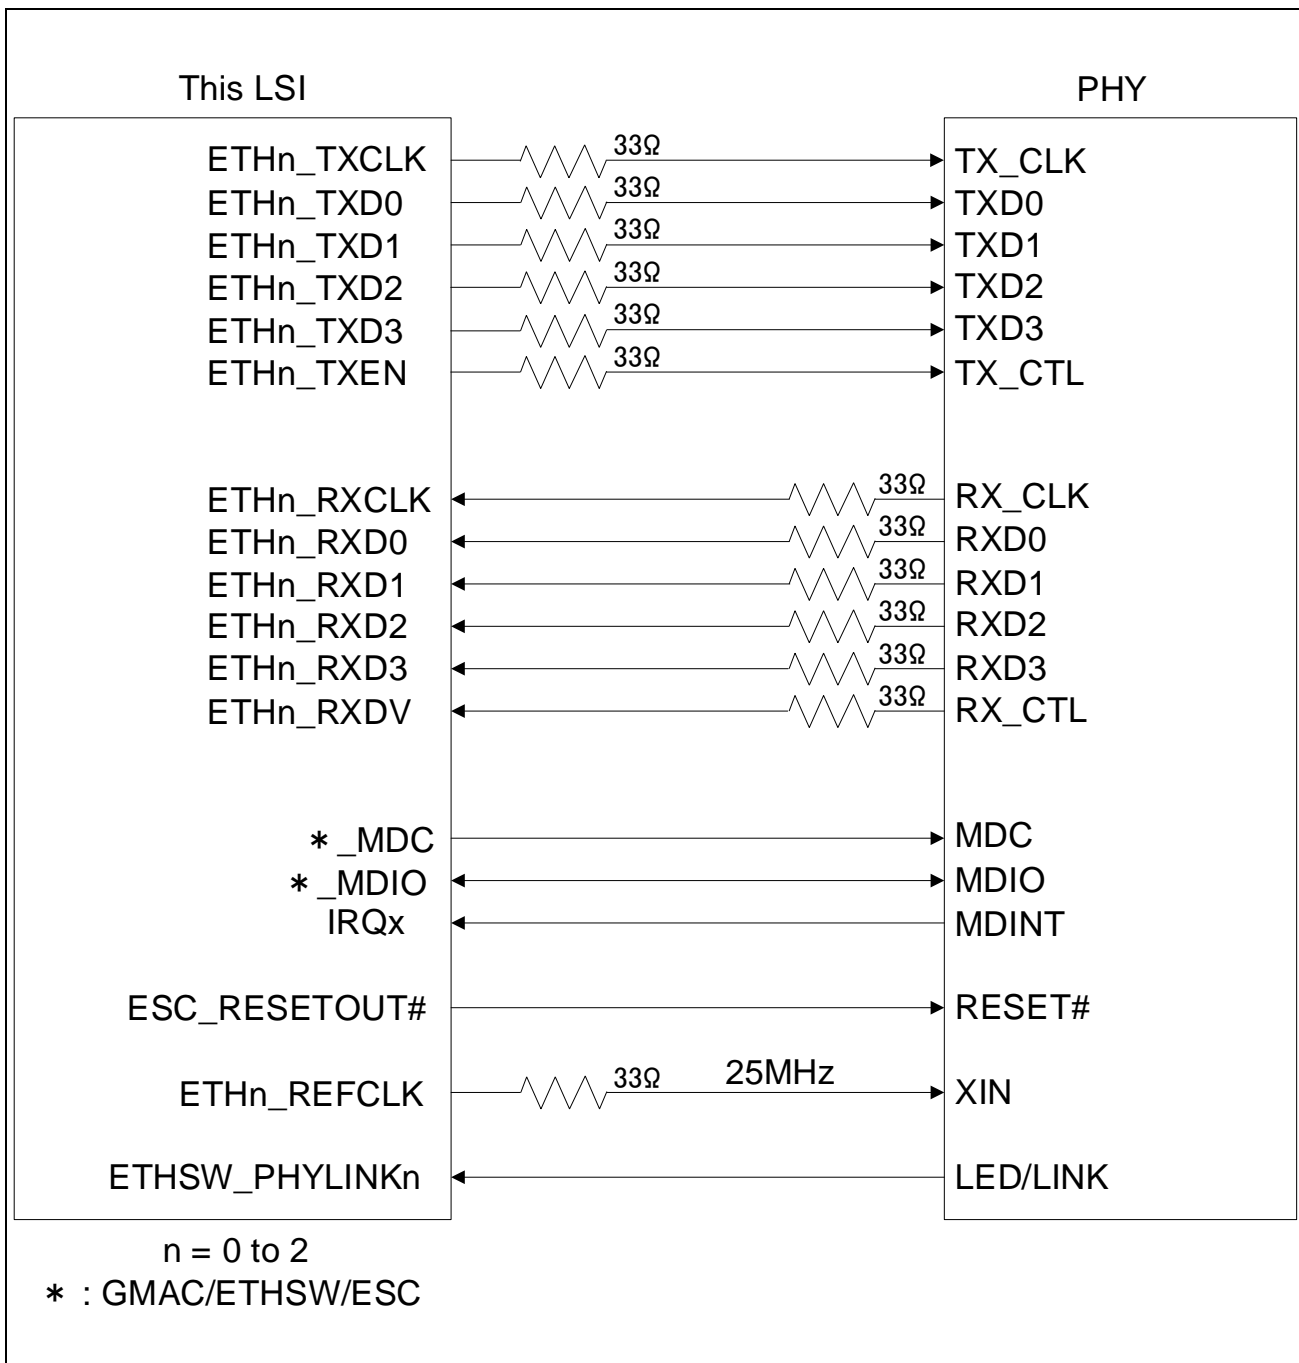 This LSI PHY
ETHn_TXCLK 33Ω TX_CLK
ETHn_TXD0 33Ω TXD0
ETHn_TXD1 33Ω TXD1
ETHn_TXD2 33Ω TXD2
ETHn_TXD3 33Ω TXD3
ETHn_TXEN 33Ω TX_CTL
ETHn_RXCLK 33Ω RX_CLK
ETHn_RXD0 33Ω RXD0
ETHn_RXD1 33Ω RXD1
ETHn_RXD2 33Ω RXD2
ETHn_RXD3 33Ω RXD3
ETHn_RXDV 33Ω RX_CTL
*_MDC MDC
*_MDIO MDIO
IRQx MDINT
ESC_RESETOUT# RESET#
ETHn_REFCLK 33Ω 25MHz XIN
ETHSW_PHYLINKn LED/LINK
n = 0 to 2
* : GMAC/ETHSW/ESC